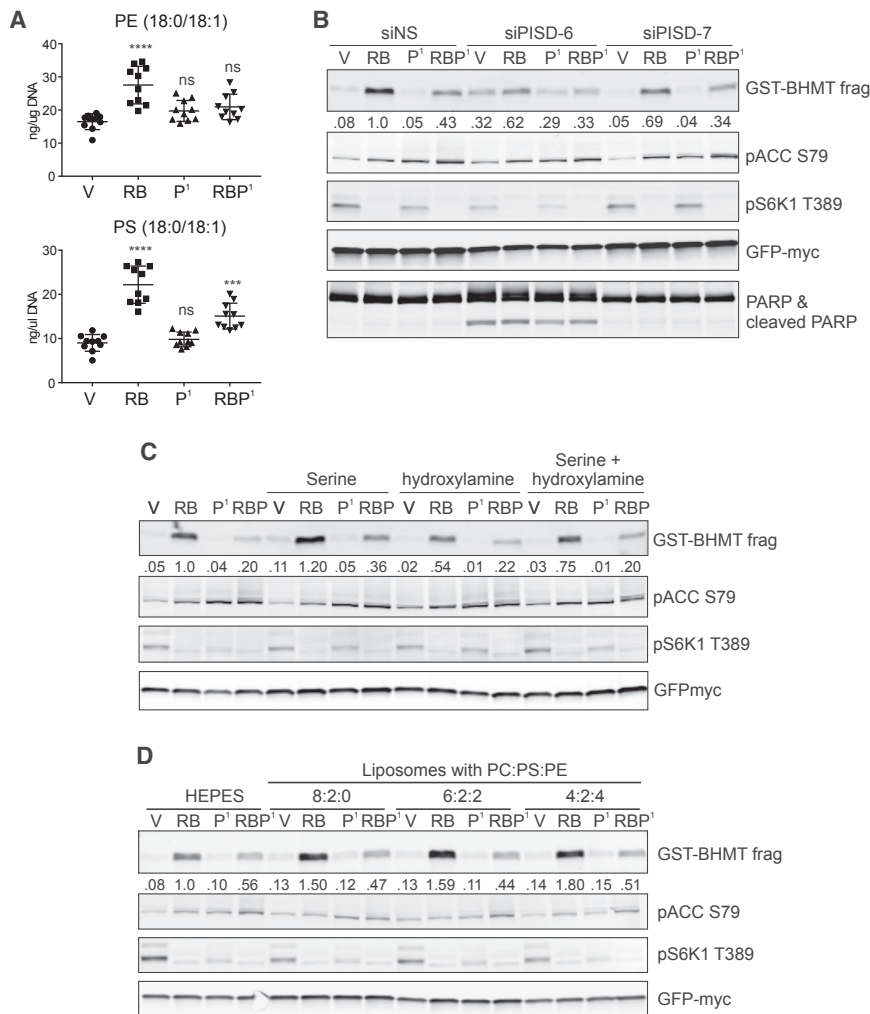 A
PE (18:0/18:1)
ng/ug DNA
40
30
20
10
0
****
ns
ns
V RB P¹ RBP¹
PS (18:0/18:1)
ng/ul DNA
30
20
10
0
****
ns
***
V RB P¹ RBP¹
B
siNS siPISD-6 siPISD-7
V RB P¹ RBP¹ V RB P¹ RBP¹ V RB P¹ RBP¹
GST-BHMT frag
.08 1.0 .05 .43 .32 .62 .29 .33 .05 .69 .04 .34
pACC S79
pS6K1 T389
GFP-myc
PARP &
cleaved PARP
C
Serine hydroxylamine Serine +
hydroxylamine
V RB P¹ RBP V RB P¹ RBP V RB P¹ RBP V RB P¹ RBP
GST-BHMT frag
.05 1.0 .04 .20 .11 1.20 .05 .36 .02 .54 .01 .22 .03 .75 .01 .20
pACC S79
pS6K1 T389
GFPmyc
D
Liposomes with PC:PS:PE
HEPES 8:2:0 6:2:2 4:2:4
V RB P¹ RBP¹ V RB P¹ RBP¹ V RB P¹ RBP¹ V RB P¹ RBP¹
GST-BHMT frag
.08 1.0 .10 .56 .13 1.50 .12 .47 .13 1.59 .11 .44 .14 1.80 .15 .51
pACC S79
pS6K1 T389
GFP-myc